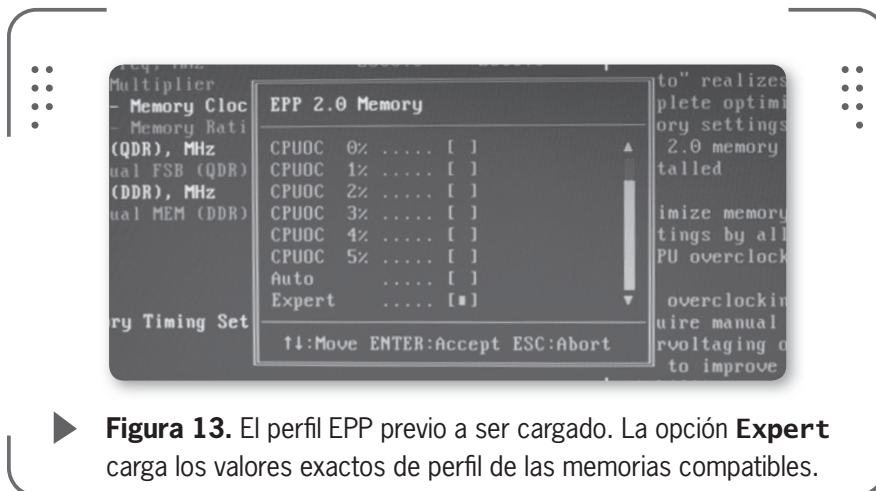 Multiplier
- Memory Cloc
- Memory Rati
(QDR), MHz
ual FSB (QDR)
(DDR), MHz
ual MEM (DDR)
ry Timing Set
EPP 2.0 Memory
CPUOC 0% ..... [ ]
CPUOC 1% ..... [ ]
CPUOC 2% ..... [ ]
CPUOC 3% ..... [ ]
CPUOC 4% ..... [ ]
CPUOC 5% ..... [ ]
Auto ..... [ ]
Expert ..... [▪]
↑↓:Move ENTER:Accept ESC:Abort
to" realizes
plete optimi
ory settings
2.0 memory
talled
imize memory
tings by all
PU overclock
overclockin
uire manual
rvoltaging o
to improve
Figura 13. El perfil EPP previo a ser cargado. La opción Expert
carga los valores exactos de perfil de las memorias compatibles.